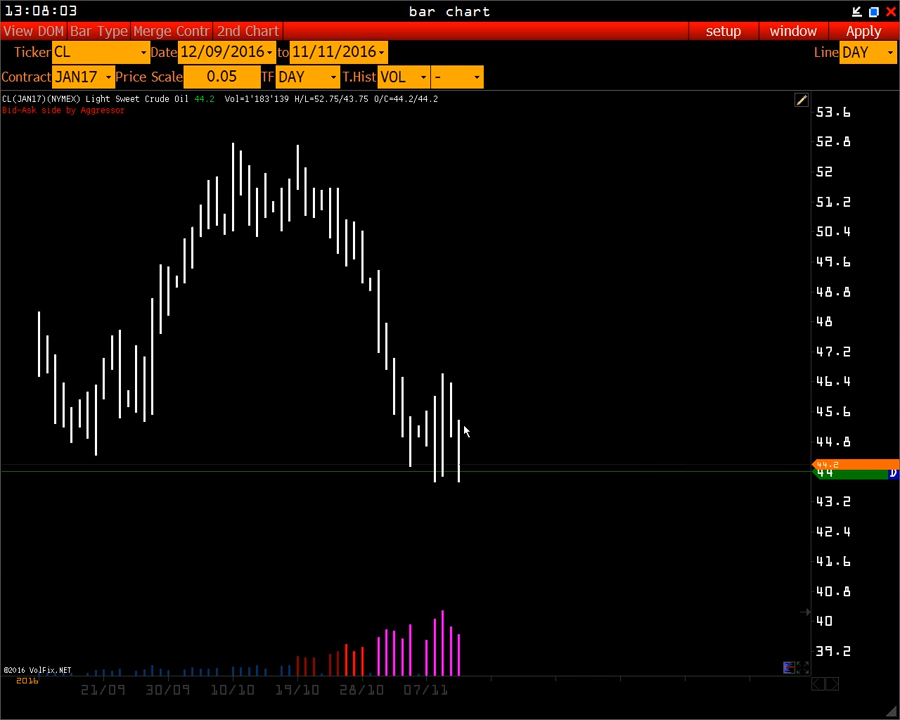 13:08:03 bar chart
View DOM Bar Type Merge Contr 2nd Chart setup window Apply
Ticker CL Date 12/09/2016 to 11/11/2016 Line DAY
Contract JAN17 Price Scale 0.05 TF DAY T.Hist VOL -
CL(JAN17)(NYMEX) Light Sweet Crude Oil 44.2 Vol=1'183'139 H/L=52.75/43.75 O/C=44.2/44.2
Bid-Ask side by Aggressor
53.6
52.8
52
51.2
50.4
49.6
48.8
48
47.2
46.4
45.6
44.8
44.2
44 D
43.2
42.4
41.6
40.8
40
39.2
©2016 VolFix.NET
2016
21/09 30/09 10/10 19/10 28/10 07/11